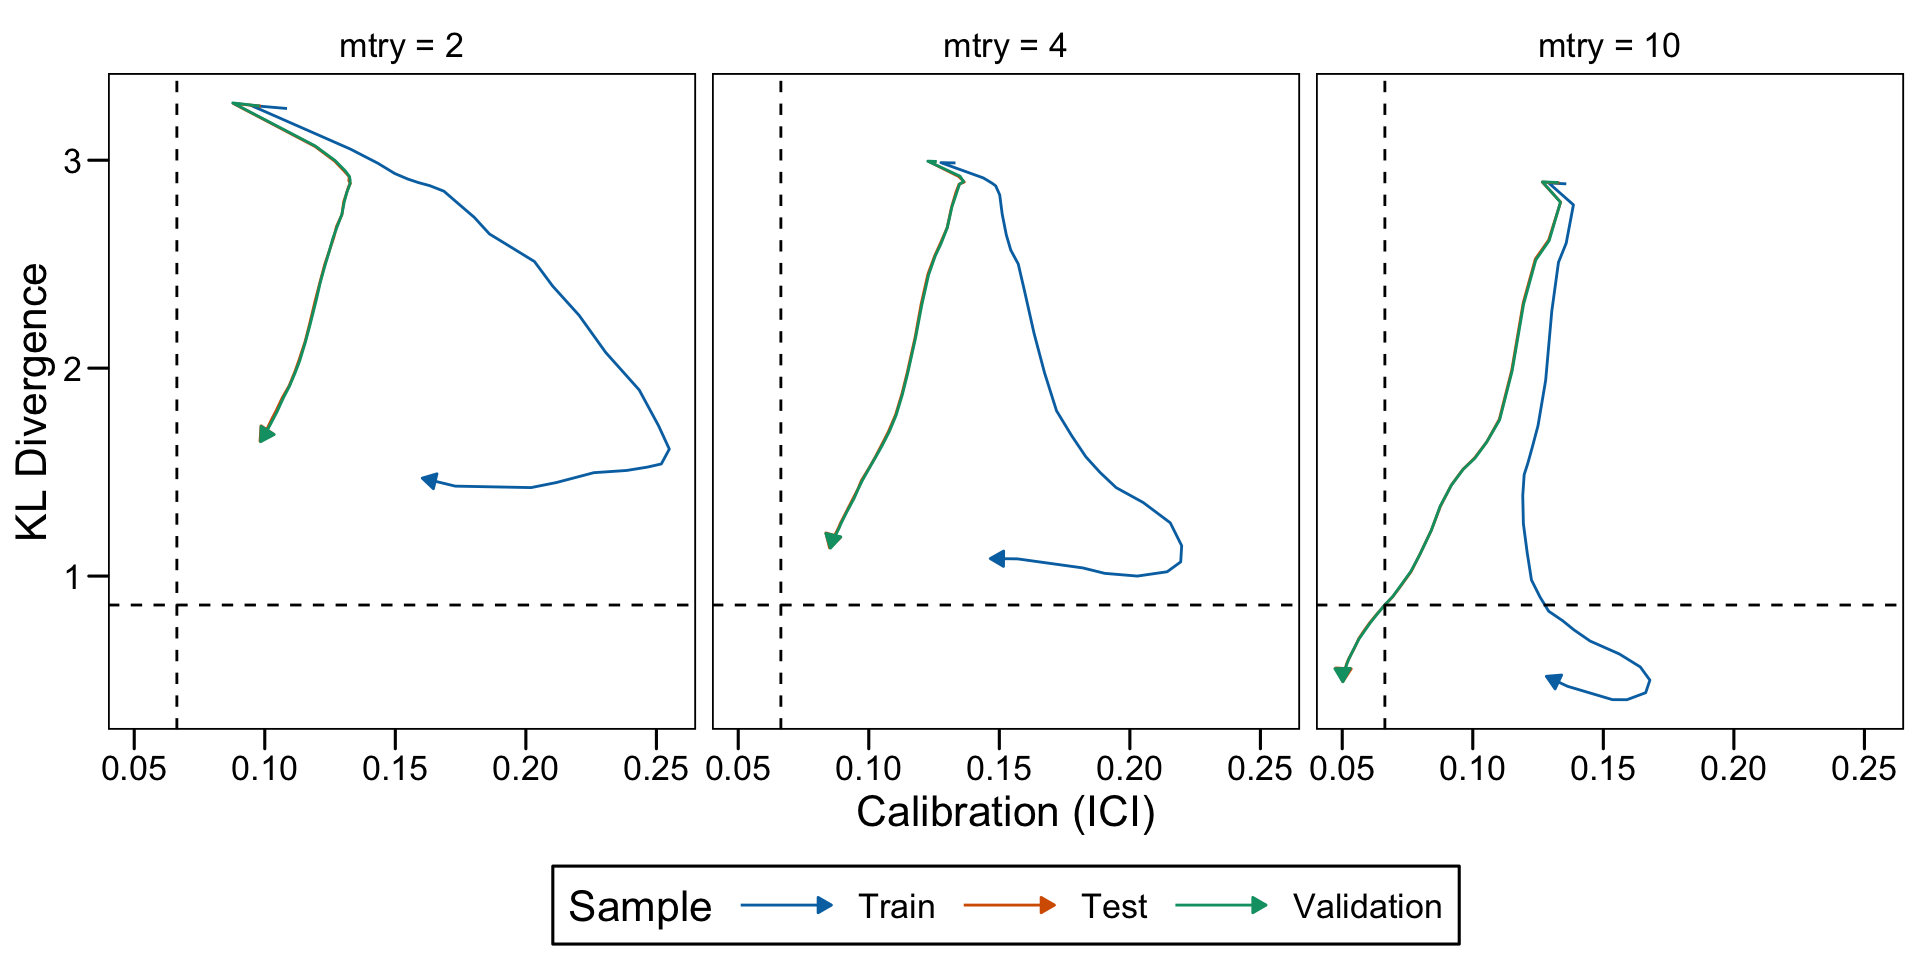 mtry = 2 mtry = 4 mtry = 10
KL Divergence
3
2
1
0.05 0.10 0.15 0.20 0.25 0.05 0.10 0.15 0.20 0.25 0.05 0.10 0.15 0.20 0.25
Calibration (ICI)
Sample Train Test Validation